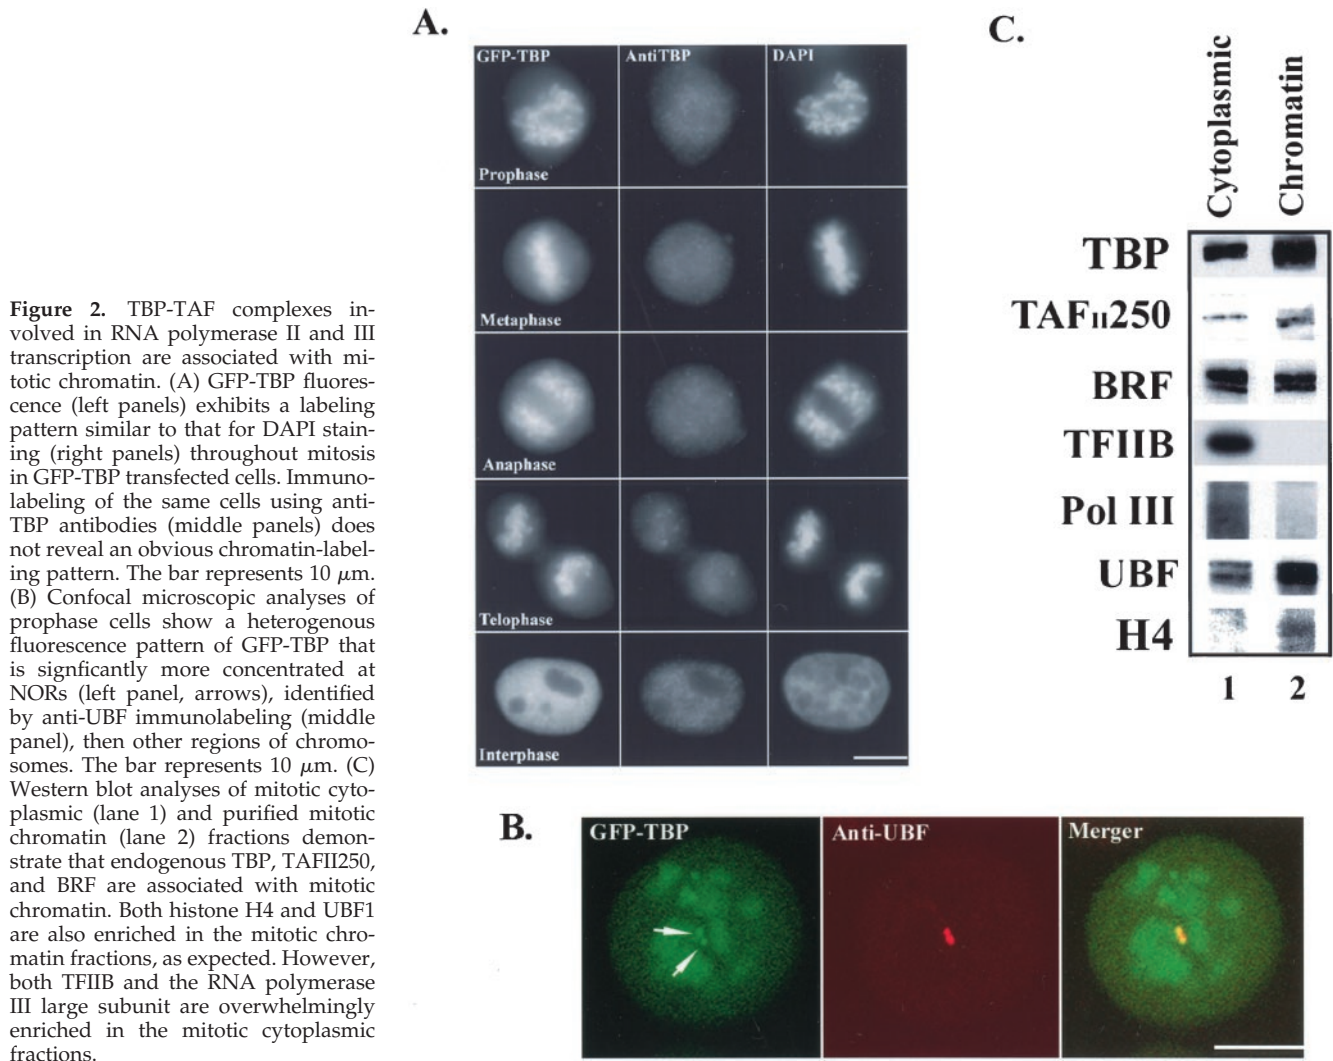 A.
GFP-TBP
AntiTBP
DAPI
Prophase
Metaphase
Anaphase
Telophase
Interphase
C.
Cytoplasmic
Chromatin
TBP
TAFII250
BRF
TFIIB
Pol III
UBF
H4
1 2
B.
GFP-TBP
Anti-UBF
Merger
Figure 2. TBP-TAF complexes in-
volved in RNA polymerase II and III
transcription are associated with mi-
totic chromatin. (A) GFP-TBP fluores-
cence (left panels) exhibits a labeling
pattern similar to that for DAPI stain-
ing (right panels) throughout mitosis
in GFP-TBP transfected cells. Immuno-
labeling of the same cells using anti-
TBP antibodies (middle panels) does
not reveal an obvious chromatin-label-
ing pattern. The bar represents 10 μm.
(B) Confocal microscopic analyses of
prophase cells show a heterogenous
fluorescence pattern of GFP-TBP that
is signficantly more concentrated at
NORs (left panel, arrows), identified
by anti-UBF immunolabeling (middle
panel), then other regions of chromo-
somes. The bar represents 10 μm. (C)
Western blot analyses of mitotic cyto-
plasmic (lane 1) and purified mitotic
chromatin (lane 2) fractions demon-
strate that endogenous TBP, TAFII250,
and BRF are associated with mitotic
chromatin. Both histone H4 and UBF1
are also enriched in the mitotic chro-
matin fractions, as expected. However,
both TFIIB and the RNA polymerase
III large subunit are overwhelmingly
enriched in the mitotic cytoplasmic
fractions.